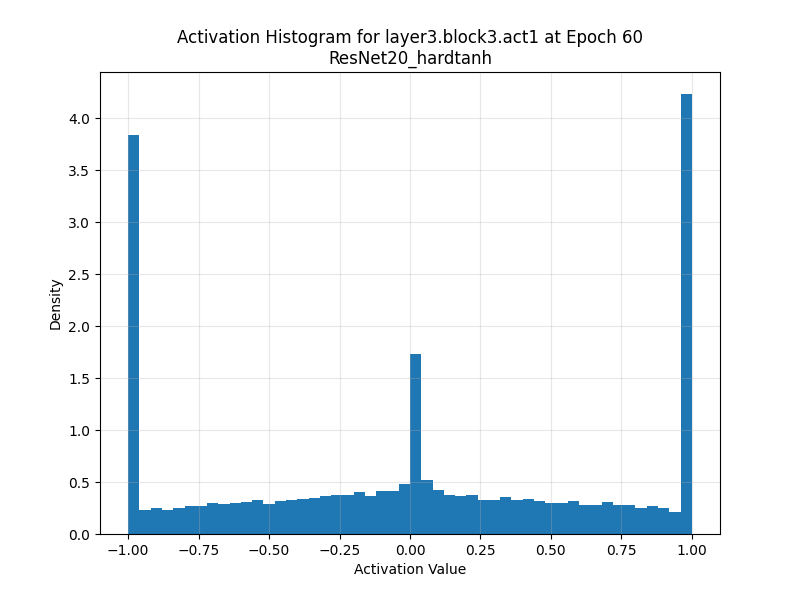 Activation Histogram for layer3.block3.act1 at Epoch 60
ResNet20_hardtanh
4.0
3.5
3.0
2.5
2.0
1.5
1.0
0.5
0.0
Density
−1.00 −0.75 −0.50 −0.25 0.00 0.25 0.50 0.75 1.00
Activation Value